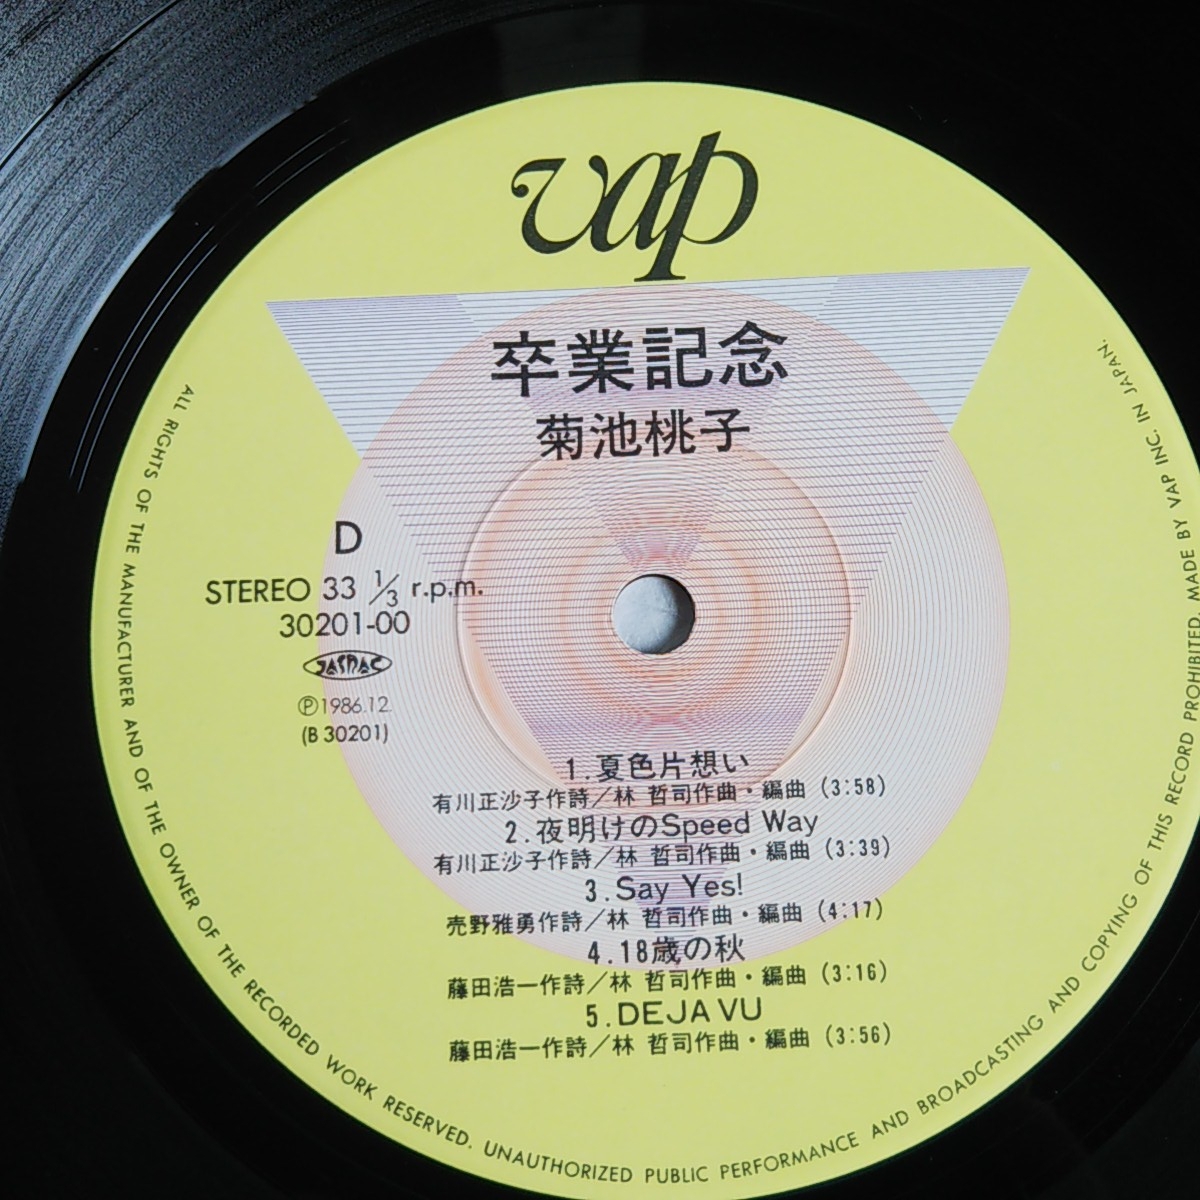 vap
卒業記念
菊池桃子
D
STEREO 33 1/3 r.p.m.
30201-00
JASRAC
Ⓟ1986.12.
(B 30201)
1.夏色片想い
有川正沙子作詩／林 哲司作曲・編曲 (3:58)
2.夜明けのSpeed Way
有川正沙子作詩／林 哲司作曲・編曲 (3:39)
3.Say Yes!
売野雅勇作詩／林 哲司作曲・編曲 (4:17)
4.18歳の秋
藤田浩一作詩／林 哲司作曲・編曲 (3:16)
5.DEJA VU
藤田浩一作詩／林 哲司作曲・編曲 (3:56)
ALL RIGHTS OF THE MANUFACTURER AND OF THE OWNER OF THE RECORDED WORK RESERVED. UNAUTHORIZED PUBLIC PERFORMANCE AND BROADCASTING AND COPYING OF THIS RECORD PROHIBITED. MADE BY VAP INC. IN JAPAN.